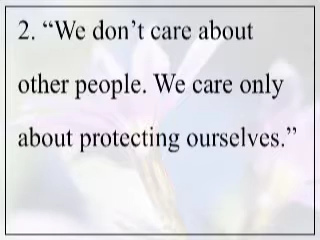 2. “We don’t care about
other people. We care only
about protecting ourselves.”